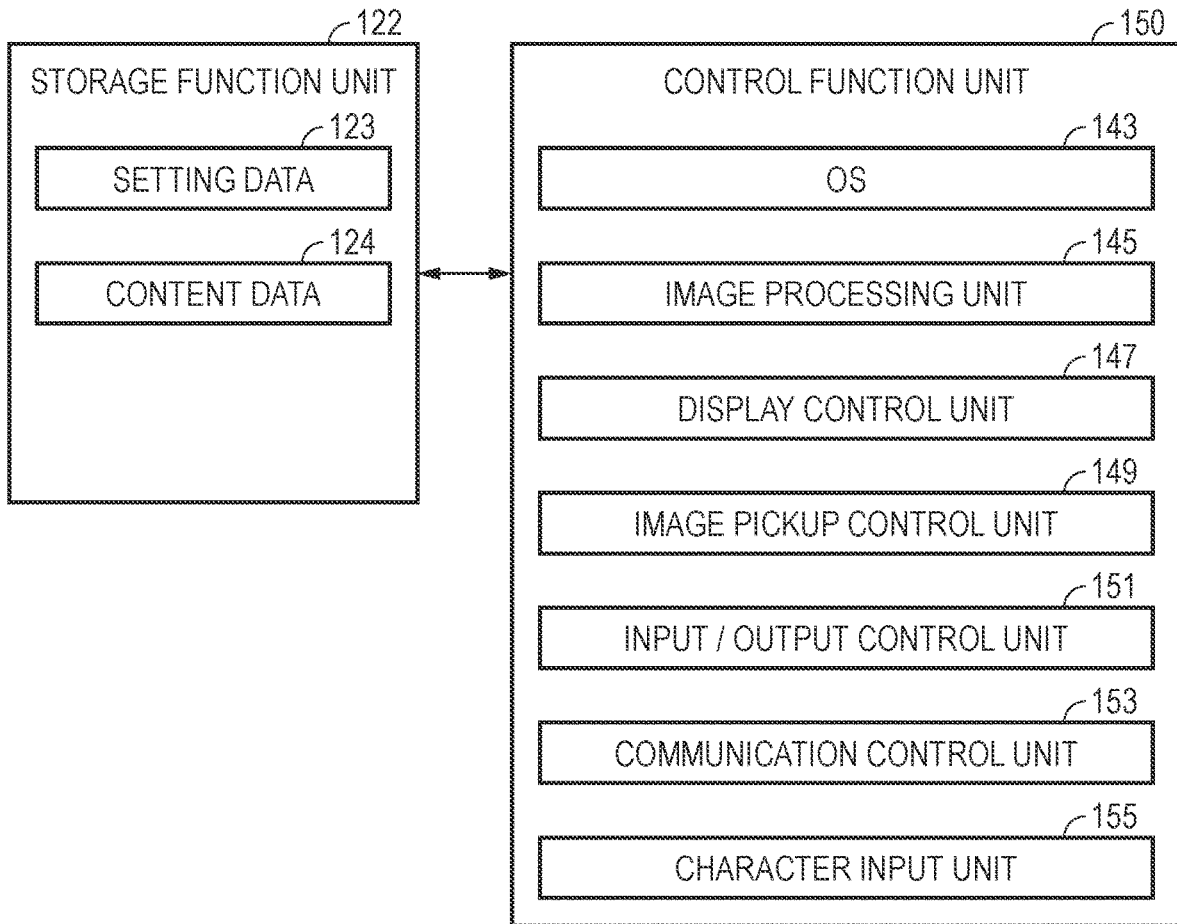 122
STORAGE FUNCTION UNIT
123
SETTING DATA
124
CONTENT DATA
150
CONTROL FUNCTION UNIT
143
OS
145
IMAGE PROCESSING UNIT
147
DISPLAY CONTROL UNIT
149
IMAGE PICKUP CONTROL UNIT
151
INPUT / OUTPUT CONTROL UNIT
153
COMMUNICATION CONTROL UNIT
155
CHARACTER INPUT UNIT